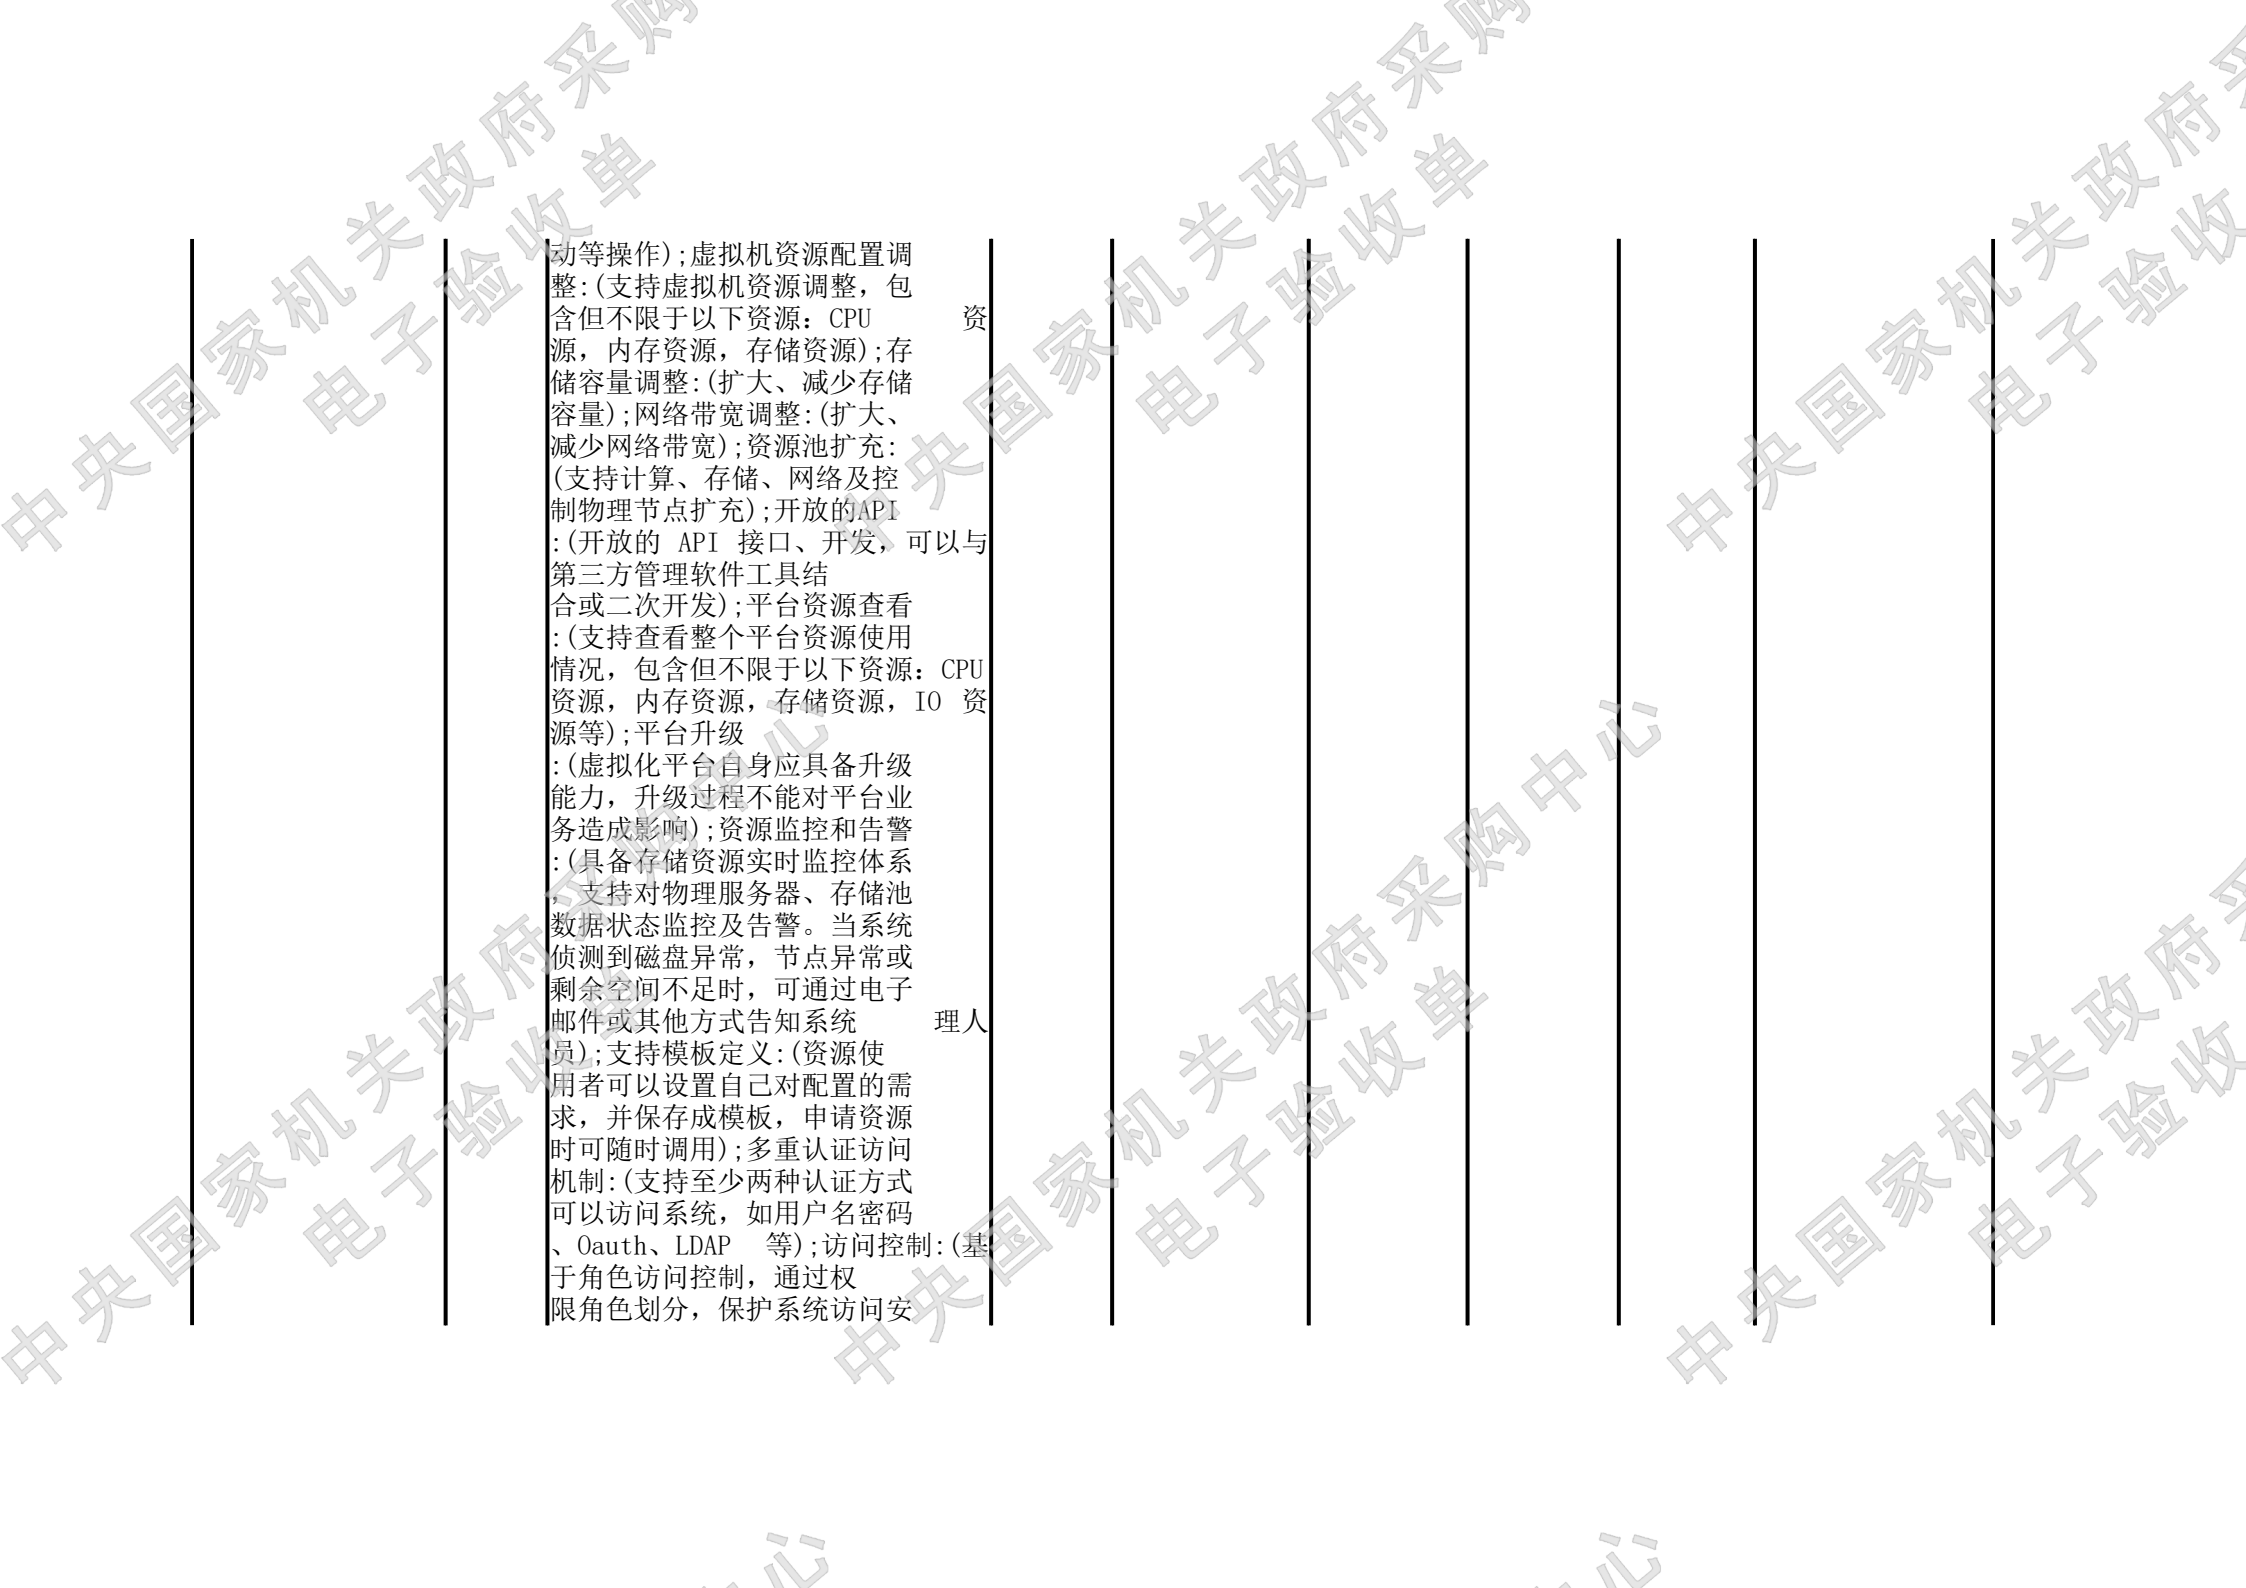 动等操作);虚拟机资源配置调
整:(支持虚拟机资源调整，包
含但不限于以下资源：CPU 资
源，内存资源，存储资源);存
储容量调整:(扩大、减少存储
容量);网络带宽调整:(扩大、
减少网络带宽);资源池扩充:
(支持计算、存储、网络及控
制物理节点扩充);开放的API
:(开放的 API 接口、开发，可以与
第三方管理软件工具结
合或二次开发);平台资源查看
:(支持查看整个平台资源使用
情况，包含但不限于以下资源：CPU
资源，内存资源，存储资源，IO 资
源等);平台升级
:(虚拟化平台自身应具备升级
能力，升级过程不能对平台业
务造成影响);资源监控和告警
:(具备存储资源实时监控体系
，支持对物理服务器、存储池
数据状态监控及告警。当系统
侦测到磁盘异常，节点异常或
剩余空间不足时，可通过电子
邮件或其他方式告知系统 理人
员);支持模板定义:(资源使
用者可以设置自己对配置的需
求，并保存成模板，申请资源
时可随时调用);多重认证访问
机制:(支持至少两种认证方式
可以访问系统，如用户名密码
、Oauth、LDAP 等);访问控制:(基
于角色访问控制，通过权
限角色划分，保护系统访问安
中央国家机关政府采购中心
电子验收单